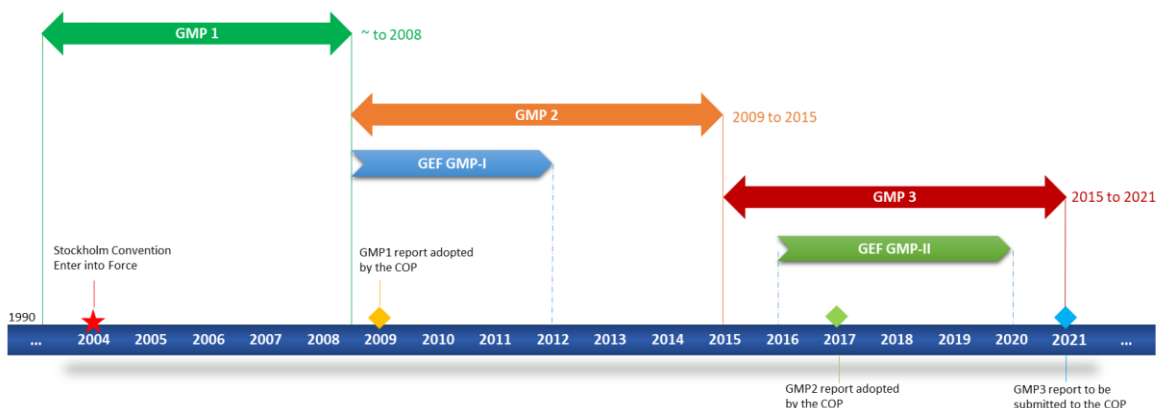 GMP 1
~ to 2008
GMP 2
2009 to 2015
GEF GMP-I
GMP 3
2015 to 2021
GEF GMP-II
Stockholm Convention
Enter into Force
GMP1 report adopted
by the COP
1990
... 2004 2005 2006 2007 2008 2009 2010 2011 2012 2013 2014 2015 2016 2017 2018 2019 2020 2021 ...
GMP2 report adopted
by the COP
GMP3 report to be
submitted to the COP